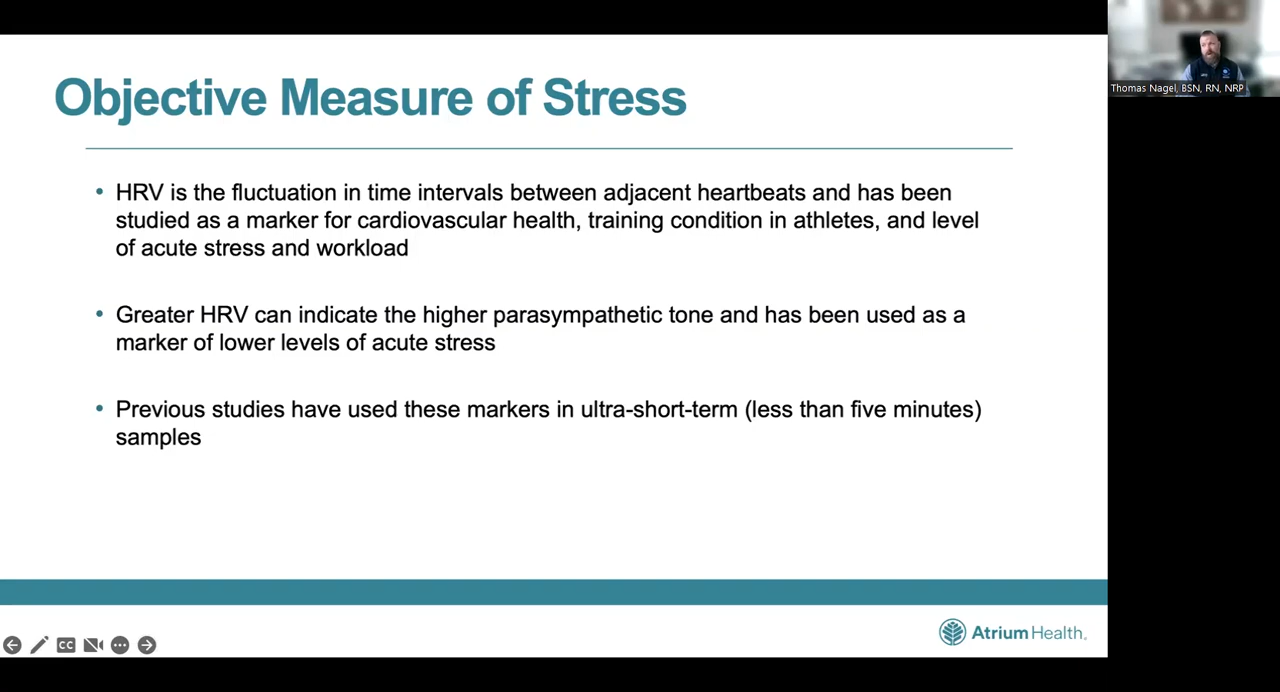 Objective Measure of Stress
Thomas Nagel, BSN, RN, NRP
• HRV is the fluctuation in time intervals between adjacent heartbeats and has been
studied as a marker for cardiovascular health, training condition in athletes, and level
of acute stress and workload
• Greater HRV can indicate the higher parasympathetic tone and has been used as a
marker of lower levels of acute stress
• Previous studies have used these markers in ultra-short-term (less than five minutes)
samples
CC
Atrium Health.